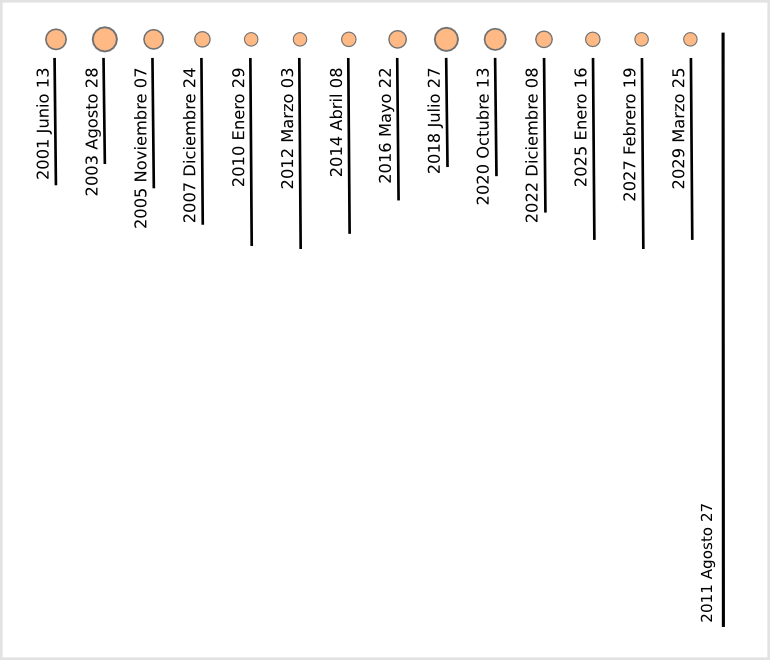 2001 Junio 13
2003 Agosto 28
2005 Noviembre 07
2007 Diciembre 24
2010 Enero 29
2012 Marzo 03
2014 Abril 08
2016 Mayo 22
2018 Julio 27
2020 Octubre 13
2022 Diciembre 08
2025 Enero 16
2027 Febrero 19
2029 Marzo 25
2011 Agosto 27